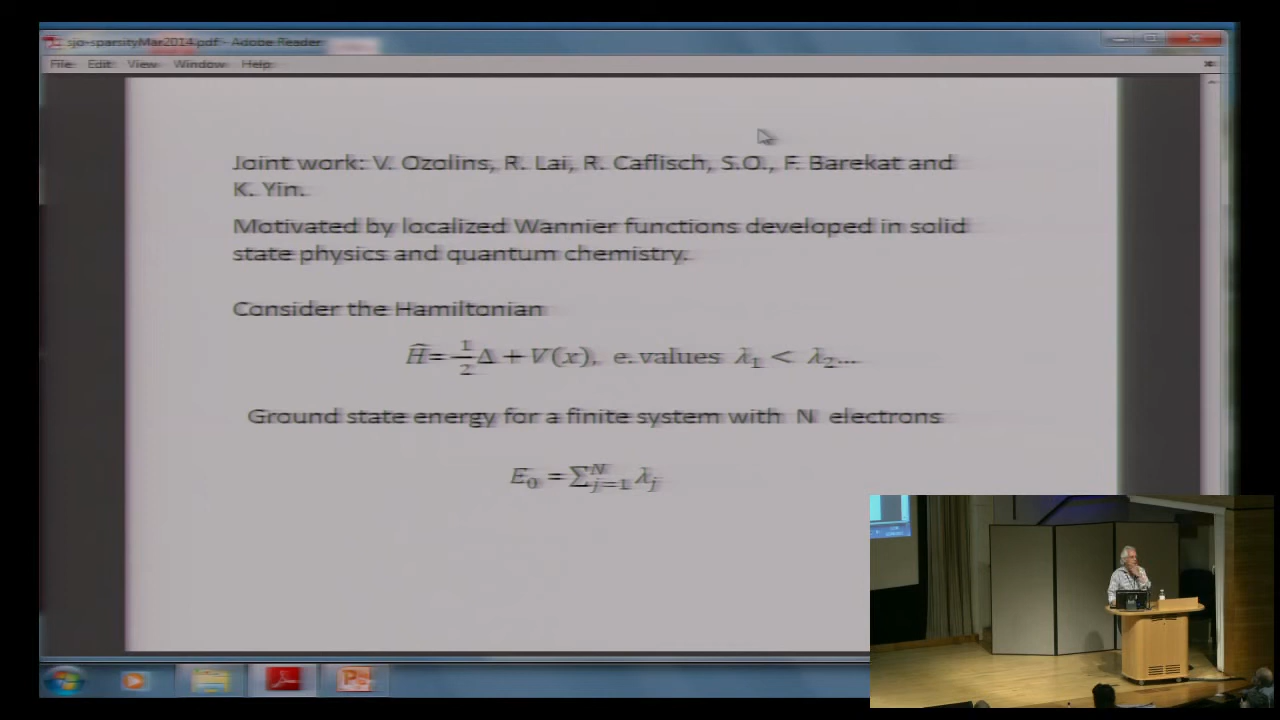 sjo-sparsityMar2014.pdf - Adobe Reader
File Edit View Window Help
Joint work: V. Ozolins, R. Lai, R. Caflisch, S.O., F. Barekat and
K. Yin.
Motivated by localized Wannier functions developed in solid
state physics and quantum chemistry.
Consider the Hamiltonian
Ĥ=-1/2Δ + V(x), e. values λ₁ < λ₂...
Ground state energy for a finite system with N electrons
E₀ = Σᴺⱼ₌₁ λⱼ